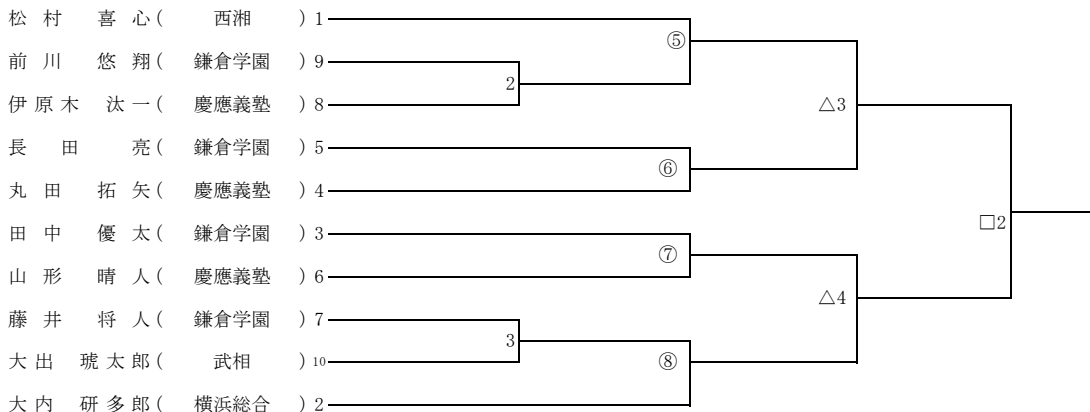 松村　喜心(　西湘　)1
⑤
前川　悠翔(　鎌倉学園　)9
2
伊原木　汰一(　慶應義塾　)8
△3
長田　亮(　鎌倉学園　)5
⑥
丸田　拓矢(　慶應義塾　)4
□2
田中　優太(　鎌倉学園　)3
⑦
山形　晴人(　慶應義塾　)6
△4
藤井　将人(　鎌倉学園　)7
3
大出　琥太郎(　武相　)10
⑧
大内　研多郎(　横浜総合　)2